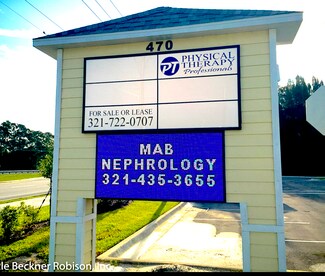 470
PT PHYSICAL
THERAPY
Professionals
FOR SALE OR LEASE
321-722-0707
MAB
NEPHROLOGY
321-435-3655
le Beckner Robison, Inc